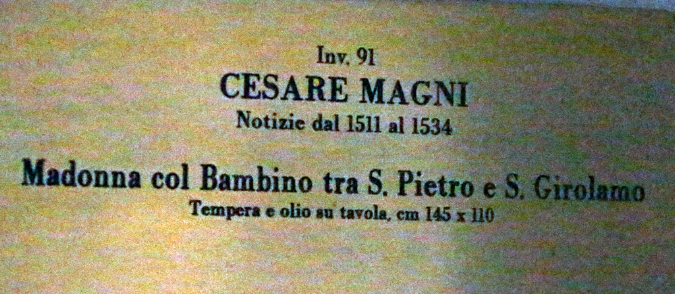 Inv. 91
CESARE MAGNI
Notizie dal 1511 al 1534
Madonna col Bambino tra S. Pietro e S. Girolamo
Tempera e olio su tavola, cm 145 x 110